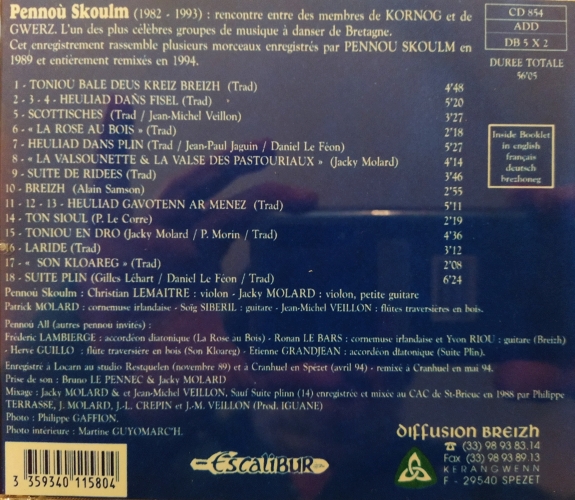 Pennoù Skoulm (1982 - 1993) : rencontre entre des membres de KORNOG et de
GWERZ. L'un des plus célèbres groupes de musique à danser de Bretagne.
Cet enregistrement rassemble plusieurs morceaux enregistrés par PENNOU SKOULM en
1989 et entièrement remixés en 1994.
CD 854
ADD
DB 5 X 2
DUREE TOTALE
56'05
1 - TONIOU BALE DEUS KREIZ BREIZH (Trad) 4'48
2 - 3 - 4 - HEULIAD DAÑS FISEL (Trad) 5'20
5 - SCOTTISCHES (Trad / Jean-Michel Veillon) 3'27
6 - « LA ROSE AU BOIS » (Trad) 2'18
7 - HEULIAD DANS PLIN (Trad / Jean-Paul Jaguin / Daniel Le Féon) 5'27
8 - « LA VALSOUNETTE & LA VALSE DES PASTOURIAUX » (Jacky Molard) 4'14
9 - SUITE DE RIDEES (Trad) 3'46
10 - BREIZH (Alain Samson) 2'55
11 - 12 - 13 - HEULIAD GAVOTENN AR MENEZ (Trad) 5'11
14 - TON SIOUL (P. Le Corre) 2'19
15 - TONIOU EN DRO (Jacky Molard / P. Morin / Trad) 4'36
16 - LARIDE (Trad) 3'12
17 - « SON KLOAREG » (Trad) 2'08
18 - SUITE PLIN (Gilles Léhart / Daniel Le Féon / Trad) 6'24
Inside Booklet
in english
français
deutsch
brezhoneg
Pennoù Skoulm : Christian LEMAITRE : violon - Jacky MOLARD : violon, petite guitare
Patrick MOLARD : cornemuse irlandaise - Soïg SIBERIL : guitare - Jean-Michel VEILLON : flûtes traversières en bois.
Pennou All (autres pennou invités) :
Fréderic LAMBIERGE : accordéon diatonique (La Rose au Bois) - Ronan LE BARS : cornemuse irlandaise et Yvon RIOU : guitare (Breizh)
- Herve GUILLO : flûte traversière en bois (Son Kloareg) - Etienne GRANDJEAN : accordéon diatonique (Suite Plin).
Enregistré à Locarn au studio Restquelen (novembre 89) et à Cranhuel en Spézet (avril 94) - remixé à Cranhuel en mai 94.
Prise de son : Bruno LE PENNEC & Jacky MOLARD
Mixage : Jacky MOLARD & et Jean-Michel VEILLON, Sauf Suite plinn (14) enregistrée et mixée au CAC de St-Brieuc en 1988 par Philippe
TERRASSE, J. MOLARD, J.-L. CREPIN et J.-M. VEILLON (Prod. IGUANE)
Photo : Philippe GAFFION.
Photo intérieure : Martine GUYOMARC'H.
3 359340 115804
Escalibur
DIFFUSION BREIZH
☎ (33) 98 93 83.14
Fax (33) 98 93 89.13
KERANGWENN
F - 29540 SPEZET